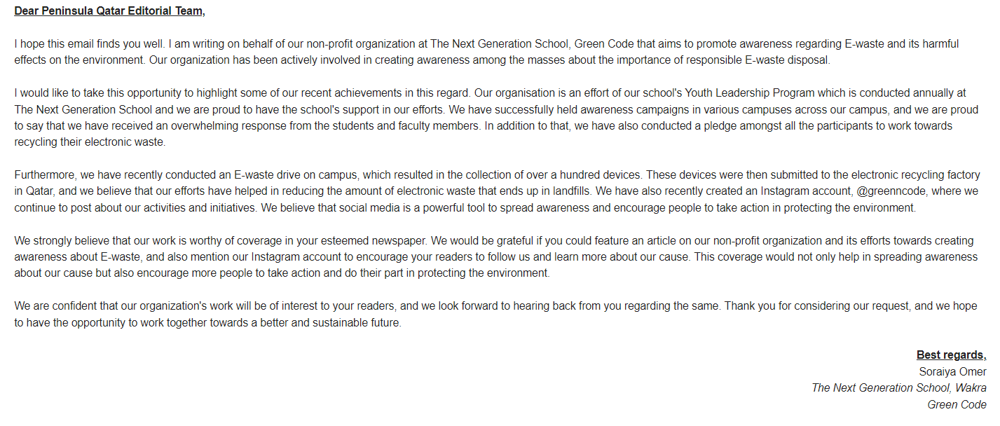 Dear Peninsula Qatar Editorial Team,
I hope this email finds you well. I am writing on behalf of our non-profit organization at The Next Generation School, Green Code that aims to promote awareness regarding E-waste and its harmful
effects on the environment. Our organization has been actively involved in creating awareness among the masses about the importance of responsible E-waste disposal.
I would like to take this opportunity to highlight some of our recent achievements in this regard. Our organisation is an effort of our school's Youth Leadership Program which is conducted annually at
The Next Generation School and we are proud to have the school's support in our efforts. We have successfully held awareness campaigns in various campuses across our campus, and we are proud
to say that we have received an overwhelming response from the students and faculty members. In addition to that, we have also conducted a pledge amongst all the participants to work towards
recycling their electronic waste.
Furthermore, we have recently conducted an E-waste drive on campus, which resulted in the collection of over a hundred devices. These devices were then submitted to the electronic recycling factory
in Qatar, and we believe that our efforts have helped in reducing the amount of electronic waste that ends up in landfills. We have also recently created an Instagram account, @greenncode, where we
continue to post about our activities and initiatives. We believe that social media is a powerful tool to spread awareness and encourage people to take action in protecting the environment.
We strongly believe that our work is worthy of coverage in your esteemed newspaper. We would be grateful if you could feature an article on our non-profit organization and its efforts towards creating
awareness about E-waste, and also mention our Instagram account to encourage your readers to follow us and learn more about our cause. This coverage would not only help in spreading awareness
about our cause but also encourage more people to take action and do their part in protecting the environment.
We are confident that our organization's work will be of interest to your readers, and we look forward to hearing back from you regarding the same. Thank you for considering our request, and we hope
to have the opportunity to work together towards a better and sustainable future.
Best regards,
Soraiya Omer
The Next Generation School, Wakra
Green Code